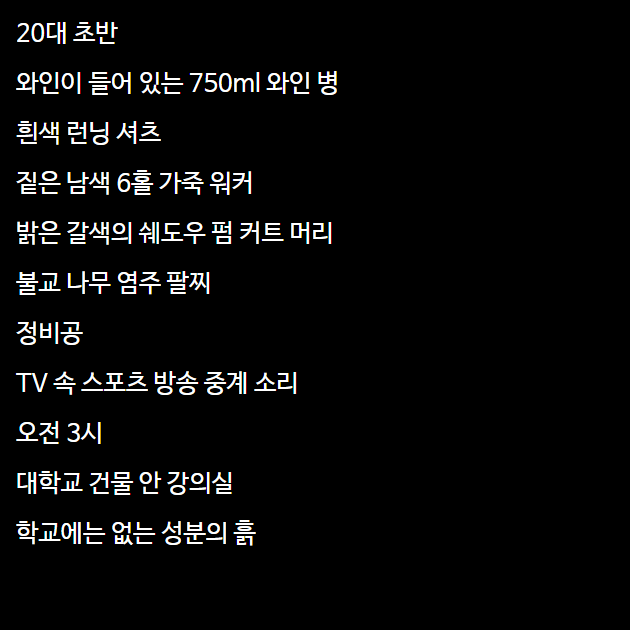 20대 초반
와인이 들어 있는 750ml 와인 병
흰색 런닝 셔츠
짙은 남색 6홀 가죽 워커
밝은 갈색의 쉐도우 펌 커트 머리
불교 나무 염주 팔찌
정비공
TV 속 스포츠 방송 중계 소리
오전 3시
대학교 건물 안 강의실
학교에는 없는 성분의 흙